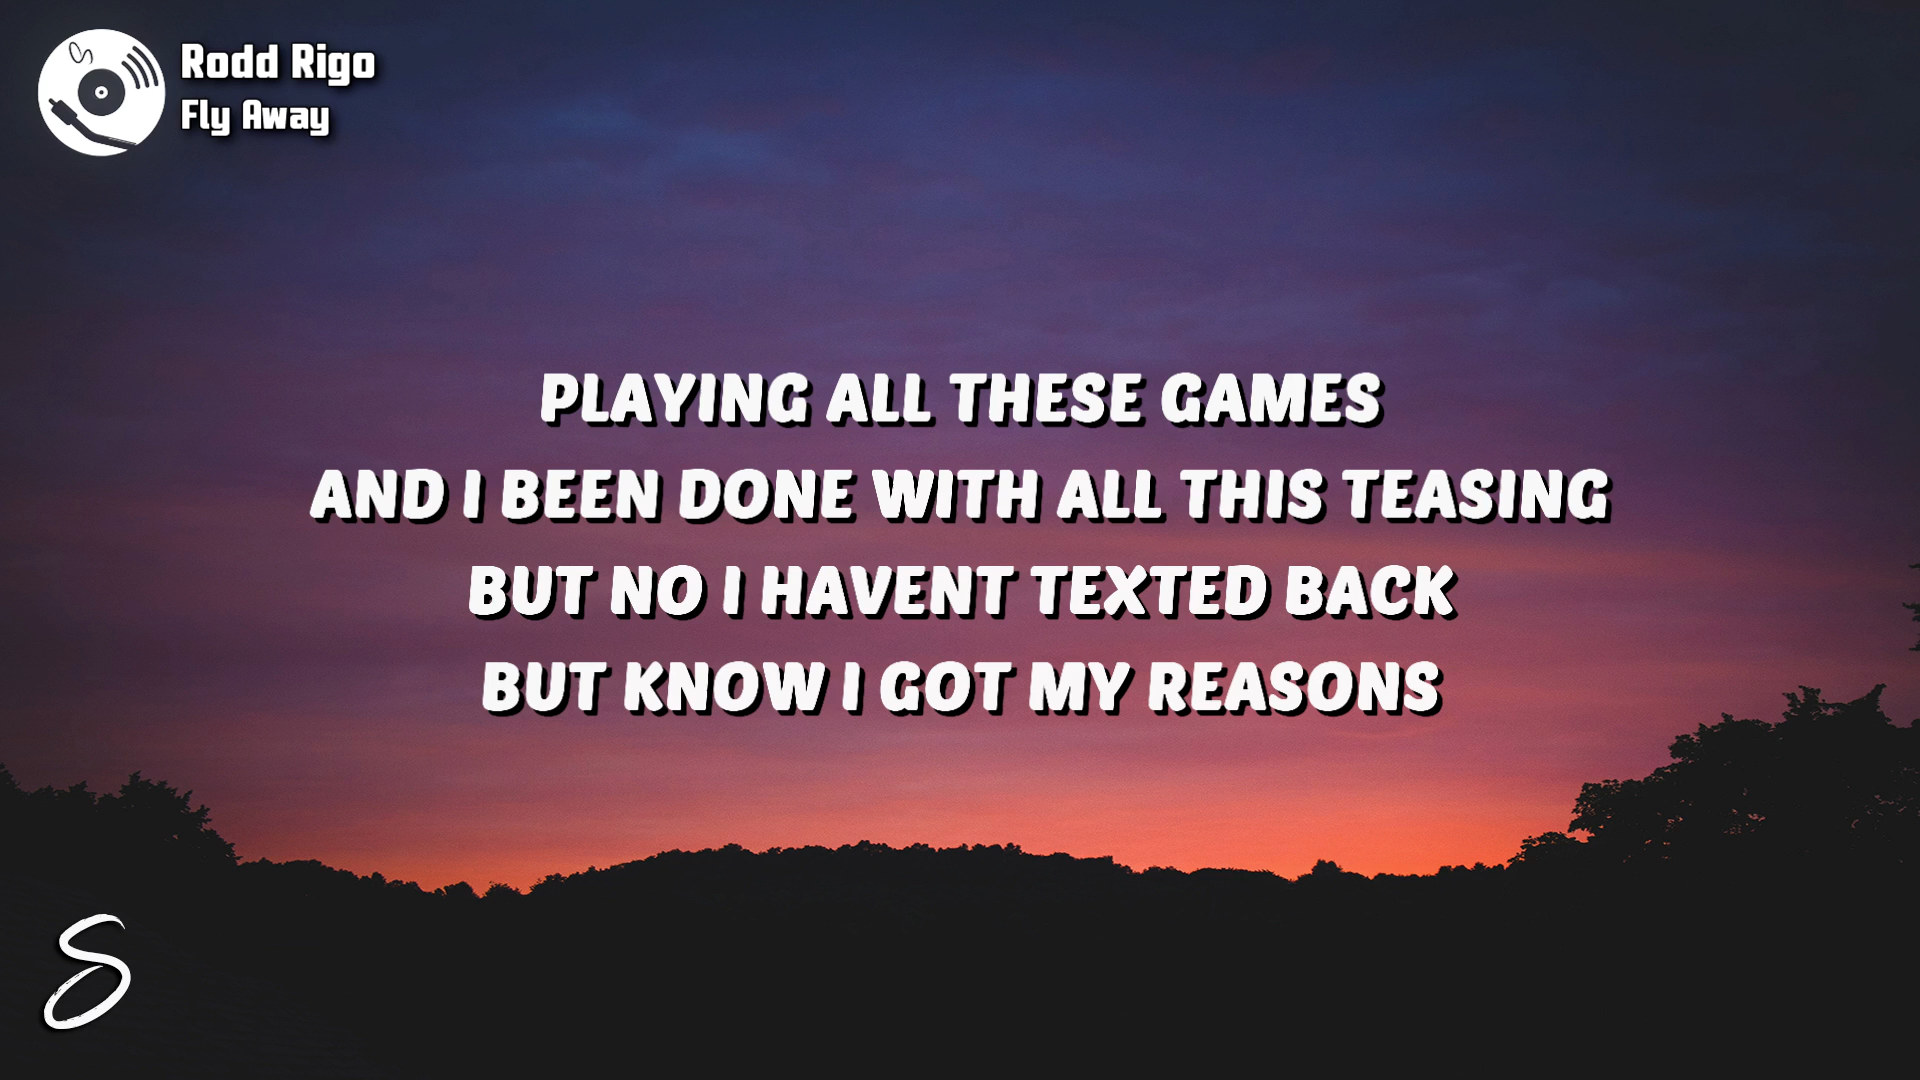 Rodd Rigo
Fly Away
PLAYING ALL THESE GAMES
AND I BEEN DONE WITH ALL THIS TEASING
BUT NO I HAVENT TEXTED BACK
BUT KNOW I GOT MY REASONS
S